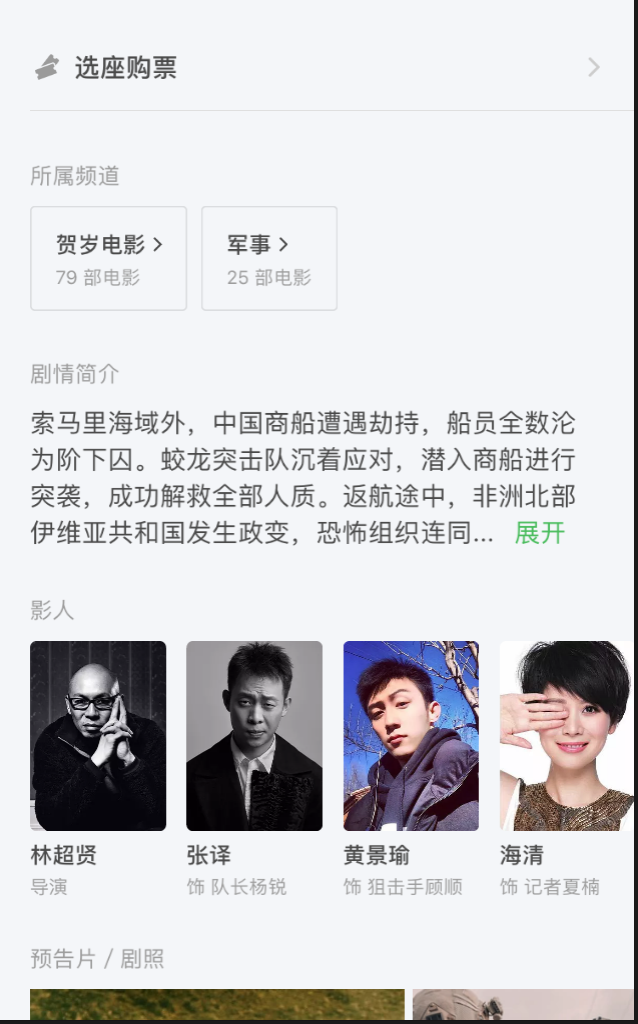 选座购票
所属频道
贺岁电影
79 部电影
军事
25 部电影
剧情简介
索马里海域外，中国商船遭遇劫持，船员全数沦
为阶下囚。蛟龙突击队沉着应对，潜入商船进行
突袭，成功解救全部人质。返航途中，非洲北部
伊维亚共和国发生政变，恐怖组织连同... 展开
影人
林超贤
导演
张译
饰 队长杨锐
黄景瑜
饰 狙击手顾顺
海清
饰 记者夏楠
预告片 / 剧照